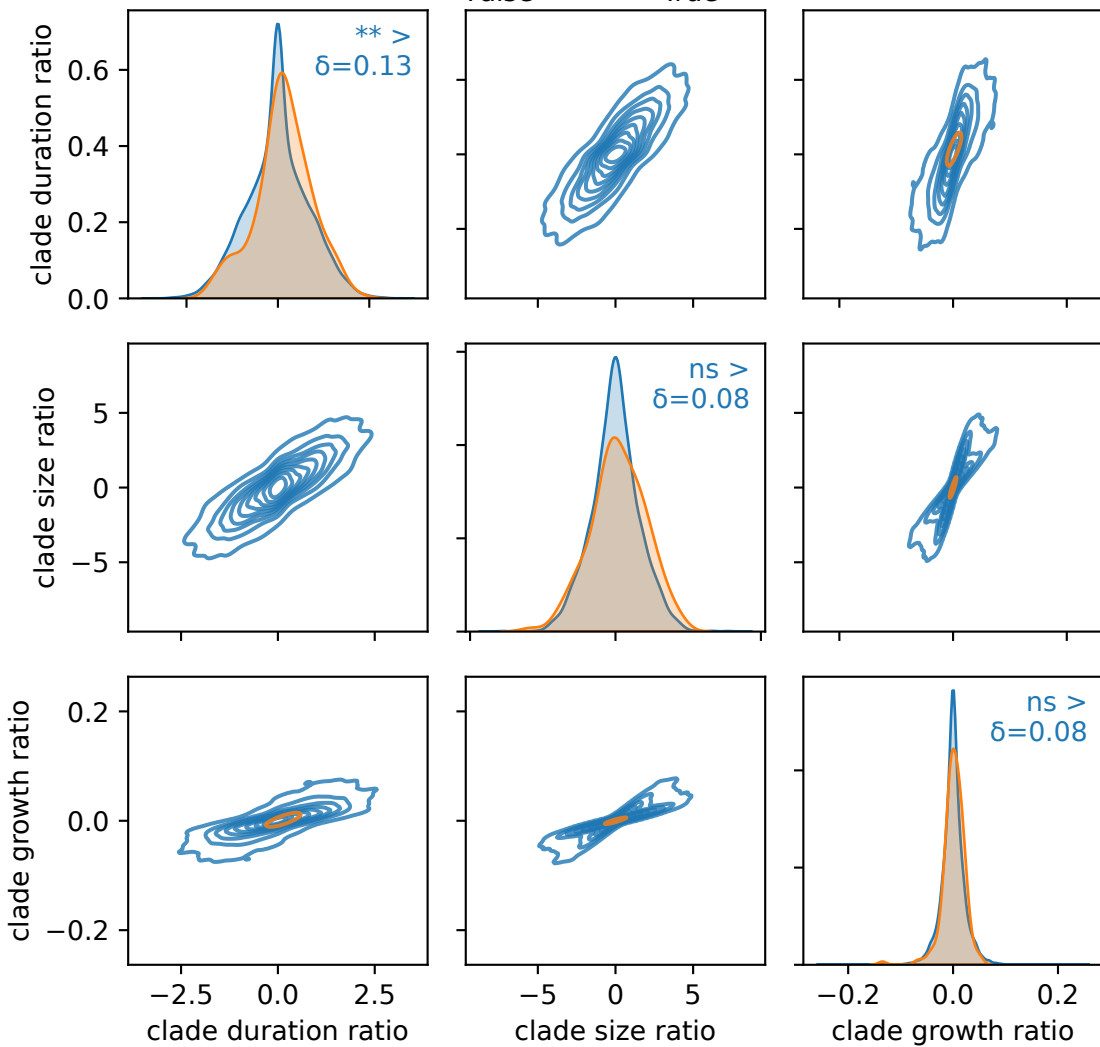 clade duration ratio
0.6
0.4
0.2
0.0
** >
δ=0.13
clade size ratio
5
0
−5
ns >
δ=0.08
clade growth ratio
0.2
0.0
−0.2
ns >
δ=0.08
−2.5 0.0 2.5
−5 0 5
−0.2 0.0 0.2
clade duration ratio
clade size ratio
clade growth ratio